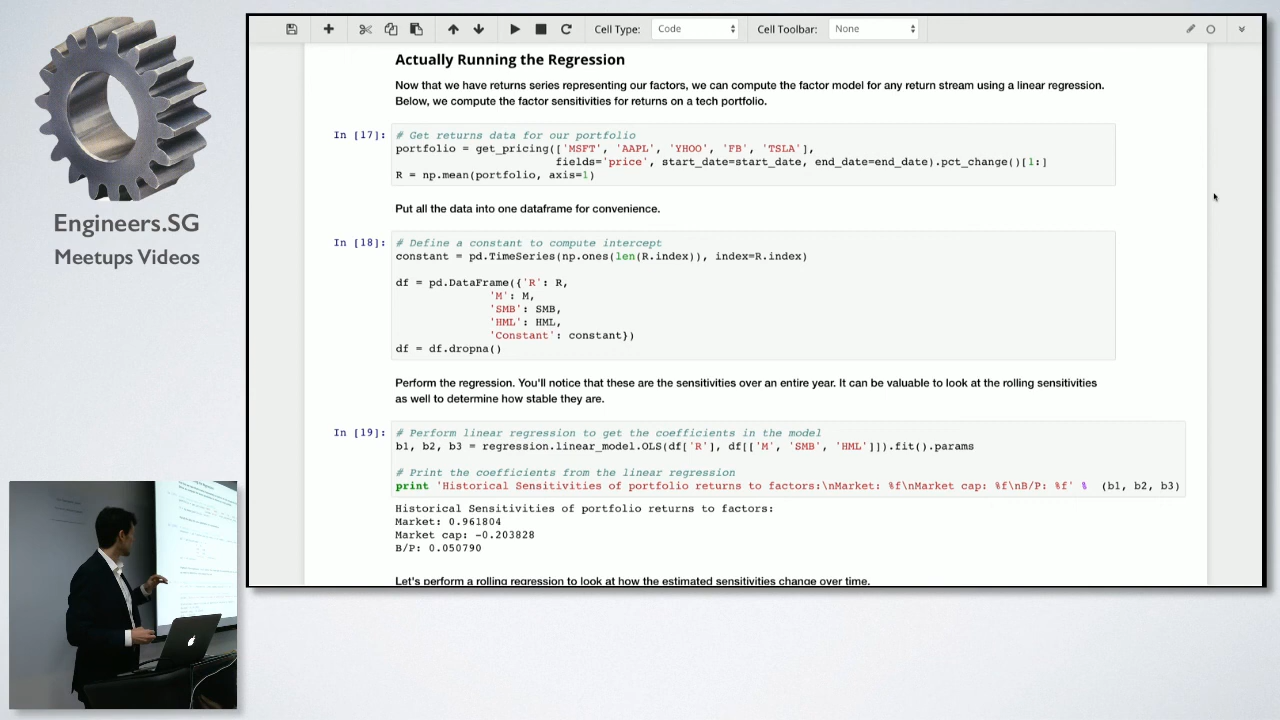 Engineers.SG
Meetups Videos
Cell Type: Code Cell Toolbar: None
Actually Running the Regression
Now that we have returns series representing our factors, we can compute the factor model for any return stream using a linear regression.
Below, we compute the factor sensitivities for returns on a tech portfolio.
In [17]: # Get returns data for our portfolio
portfolio = get_pricing(['MSFT', 'AAPL', 'YHOO', 'FB', 'TSLA'],
fields='price', start_date=start_date, end_date=end_date).pct_change()[1:]
R = np.mean(portfolio, axis=1)
Put all the data into one dataframe for convenience.
In [18]: # Define a constant to compute intercept
constant = pd.TimeSeries(np.ones(len(R.index)), index=R.index)
df = pd.DataFrame({'R': R,
'M': M,
'SMB': SMB,
'HML': HML,
'Constant': constant})
df = df.dropna()
Perform the regression. You'll notice that these are the sensitivities over an entire year. It can be valuable to look at the rolling sensitivities
as well to determine how stable they are.
In [19]: # Perform linear regression to get the coefficients in the model
b1, b2, b3 = regression.linear_model.OLS(df['R'], df[['M', 'SMB', 'HML']]).fit().params
# Print the coefficients from the linear regression
print 'Historical Sensitivities of portfolio returns to factors:\nMarket: %f\nMarket cap: %f\nB/P: %f' % (b1, b2, b3)
Historical Sensitivities of portfolio returns to factors:
Market: 0.961804
Market cap: -0.203828
B/P: 0.050790
Let's perform a rolling regression to look at how the estimated sensitivities change over time.